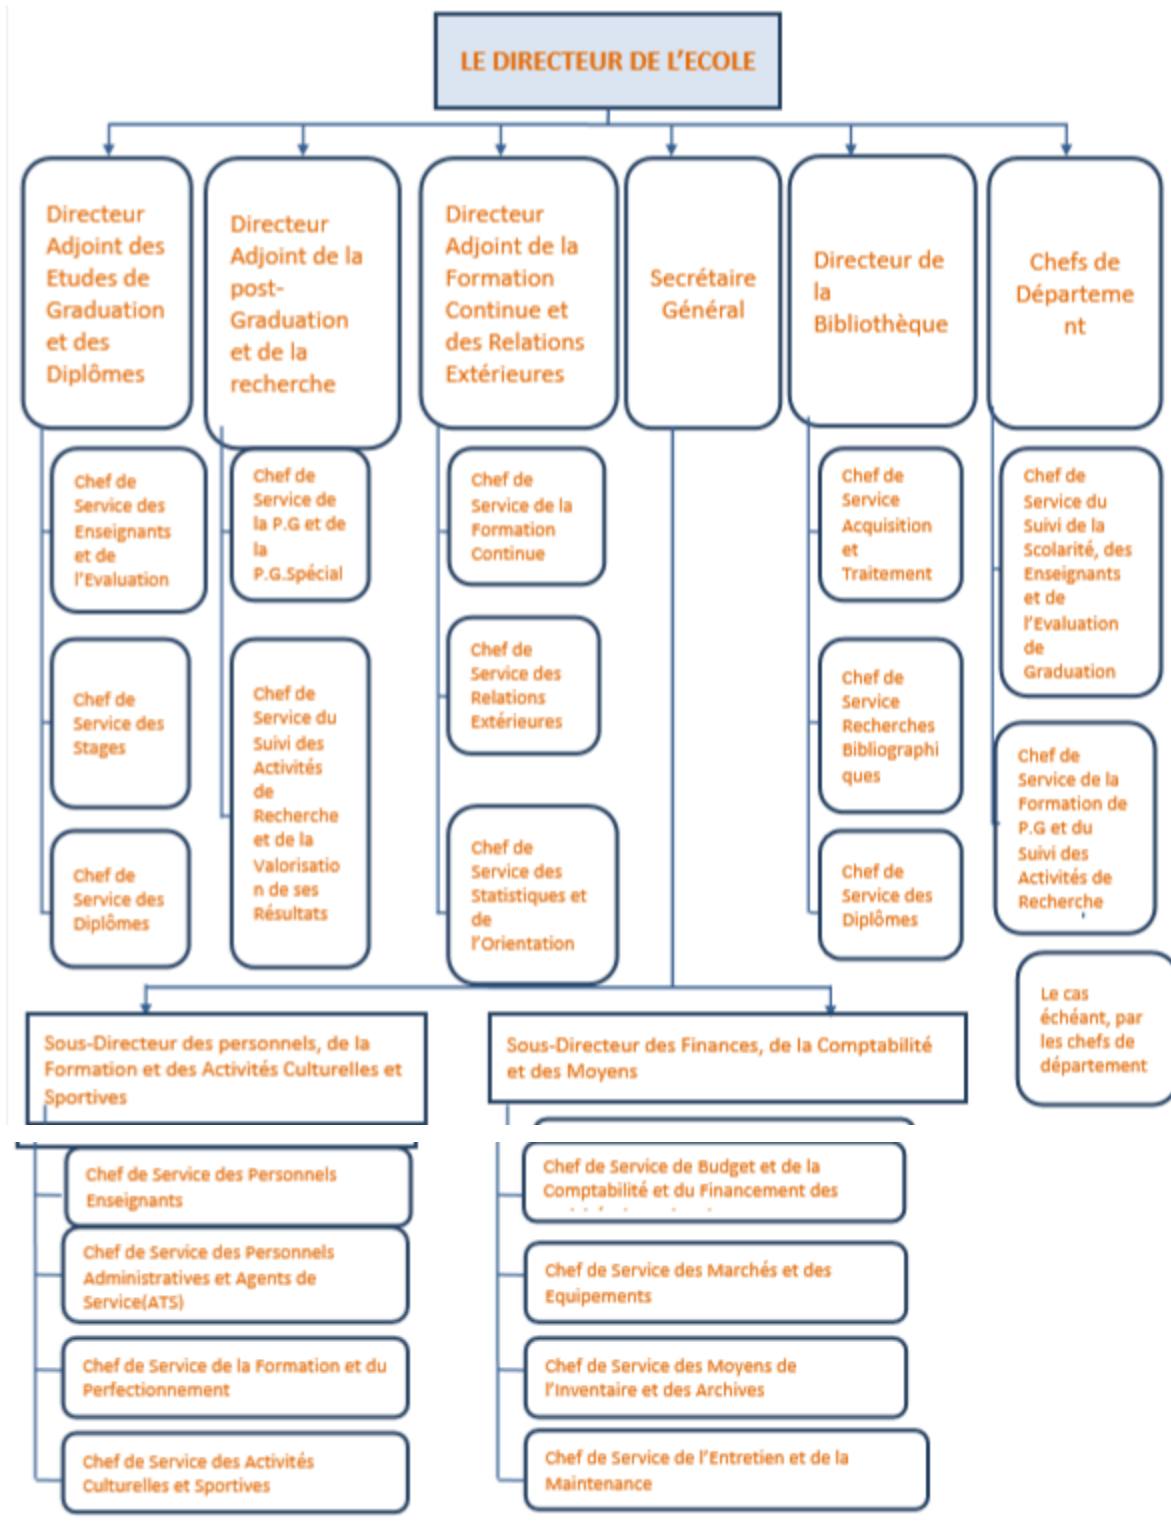 LE DIRECTEUR DE L'ECOLE
Directeur
Adjoint des
Etudes de
Graduation
et des
Diplômes
Directeur
Adjoint de la
post-
Graduation
et de la
recherche
Directeur
Adjoint de la
Formation
Continue et
des Relations
Extérieures
Secrétaire
Général
Directeur de
la
Bibliothèque
Chefs de
Départeme
nt
Chef de
Service des
Enseignants
et de
l'Evaluation
Chef de
Service des
Stages
Chef de
Service des
Diplômes
Chef de
Service de
la P.G et de
la
P.G.Spécial
Chef de
Service du
Suivi des
Activités
de
Recherche
et de la
Valorisatio
n de ses
Résultats
Chef de
Service de la
Formation
Continue
Chef de
Service des
Relations
Extérieures
Chef de
Service des
Statistiques et
de
l'Orientation
Chef de
Service
Acquisition
et
Traitement
Chef de
Service
Recherches
Bibliographi
ques
Chef de
Service des
Diplômes
Chef de
Service du
Suivi de la
Scolarité, des
Enseignants
et de
l'Evaluation
de
Graduation
Chef de
Service de la
Formation de
P.G et du
Suivi des
Activités de
Recherche
Le cas
échéant, par
les chefs de
département
Sous-Directeur des personnels, de la
Formation et des Activités Culturelles et
Sportives
Chef de Service des Personnels
Enseignants
Chef de Service des Personnels
Administratives et Agents de
Service(ATS)
Chef de Service de la Formation et du
Perfectionnement
Chef de Service des Activités
Culturelles et Sportives
Sous-Directeur des Finances, de la Comptabilité
et des Moyens
Chef de Service de Budget et de la
Comptabilité et du Financement des
Chef de Service des Marchés et des
Equipements
Chef de Service des Moyens de
l'Inventaire et des Archives
Chef de Service de l'Entretien et de la
Maintenance